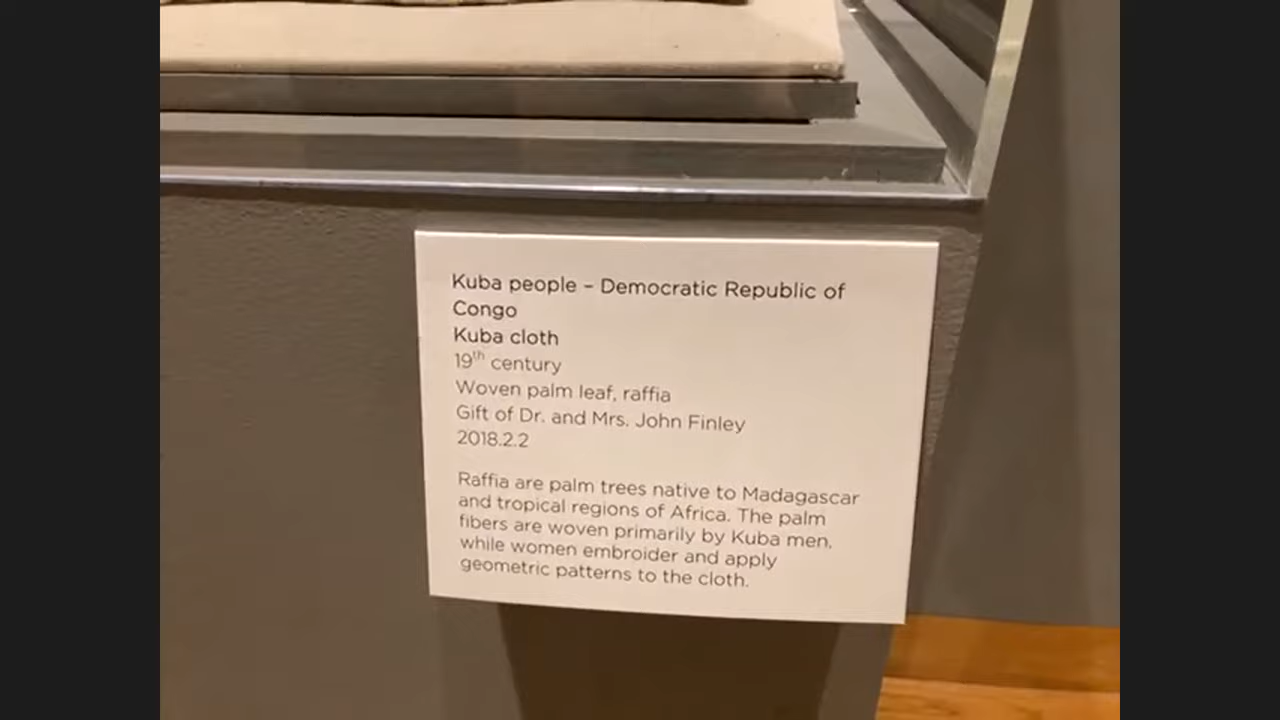 Kuba people – Democratic Republic of
Congo
Kuba cloth
19th century
Woven palm leaf, raffia
Gift of Dr. and Mrs. John Finley
2018.2.2
Raffia are palm trees native to Madagascar
and tropical regions of Africa. The palm
fibers are woven primarily by Kuba men,
while women embroider and apply
geometric patterns to the cloth.